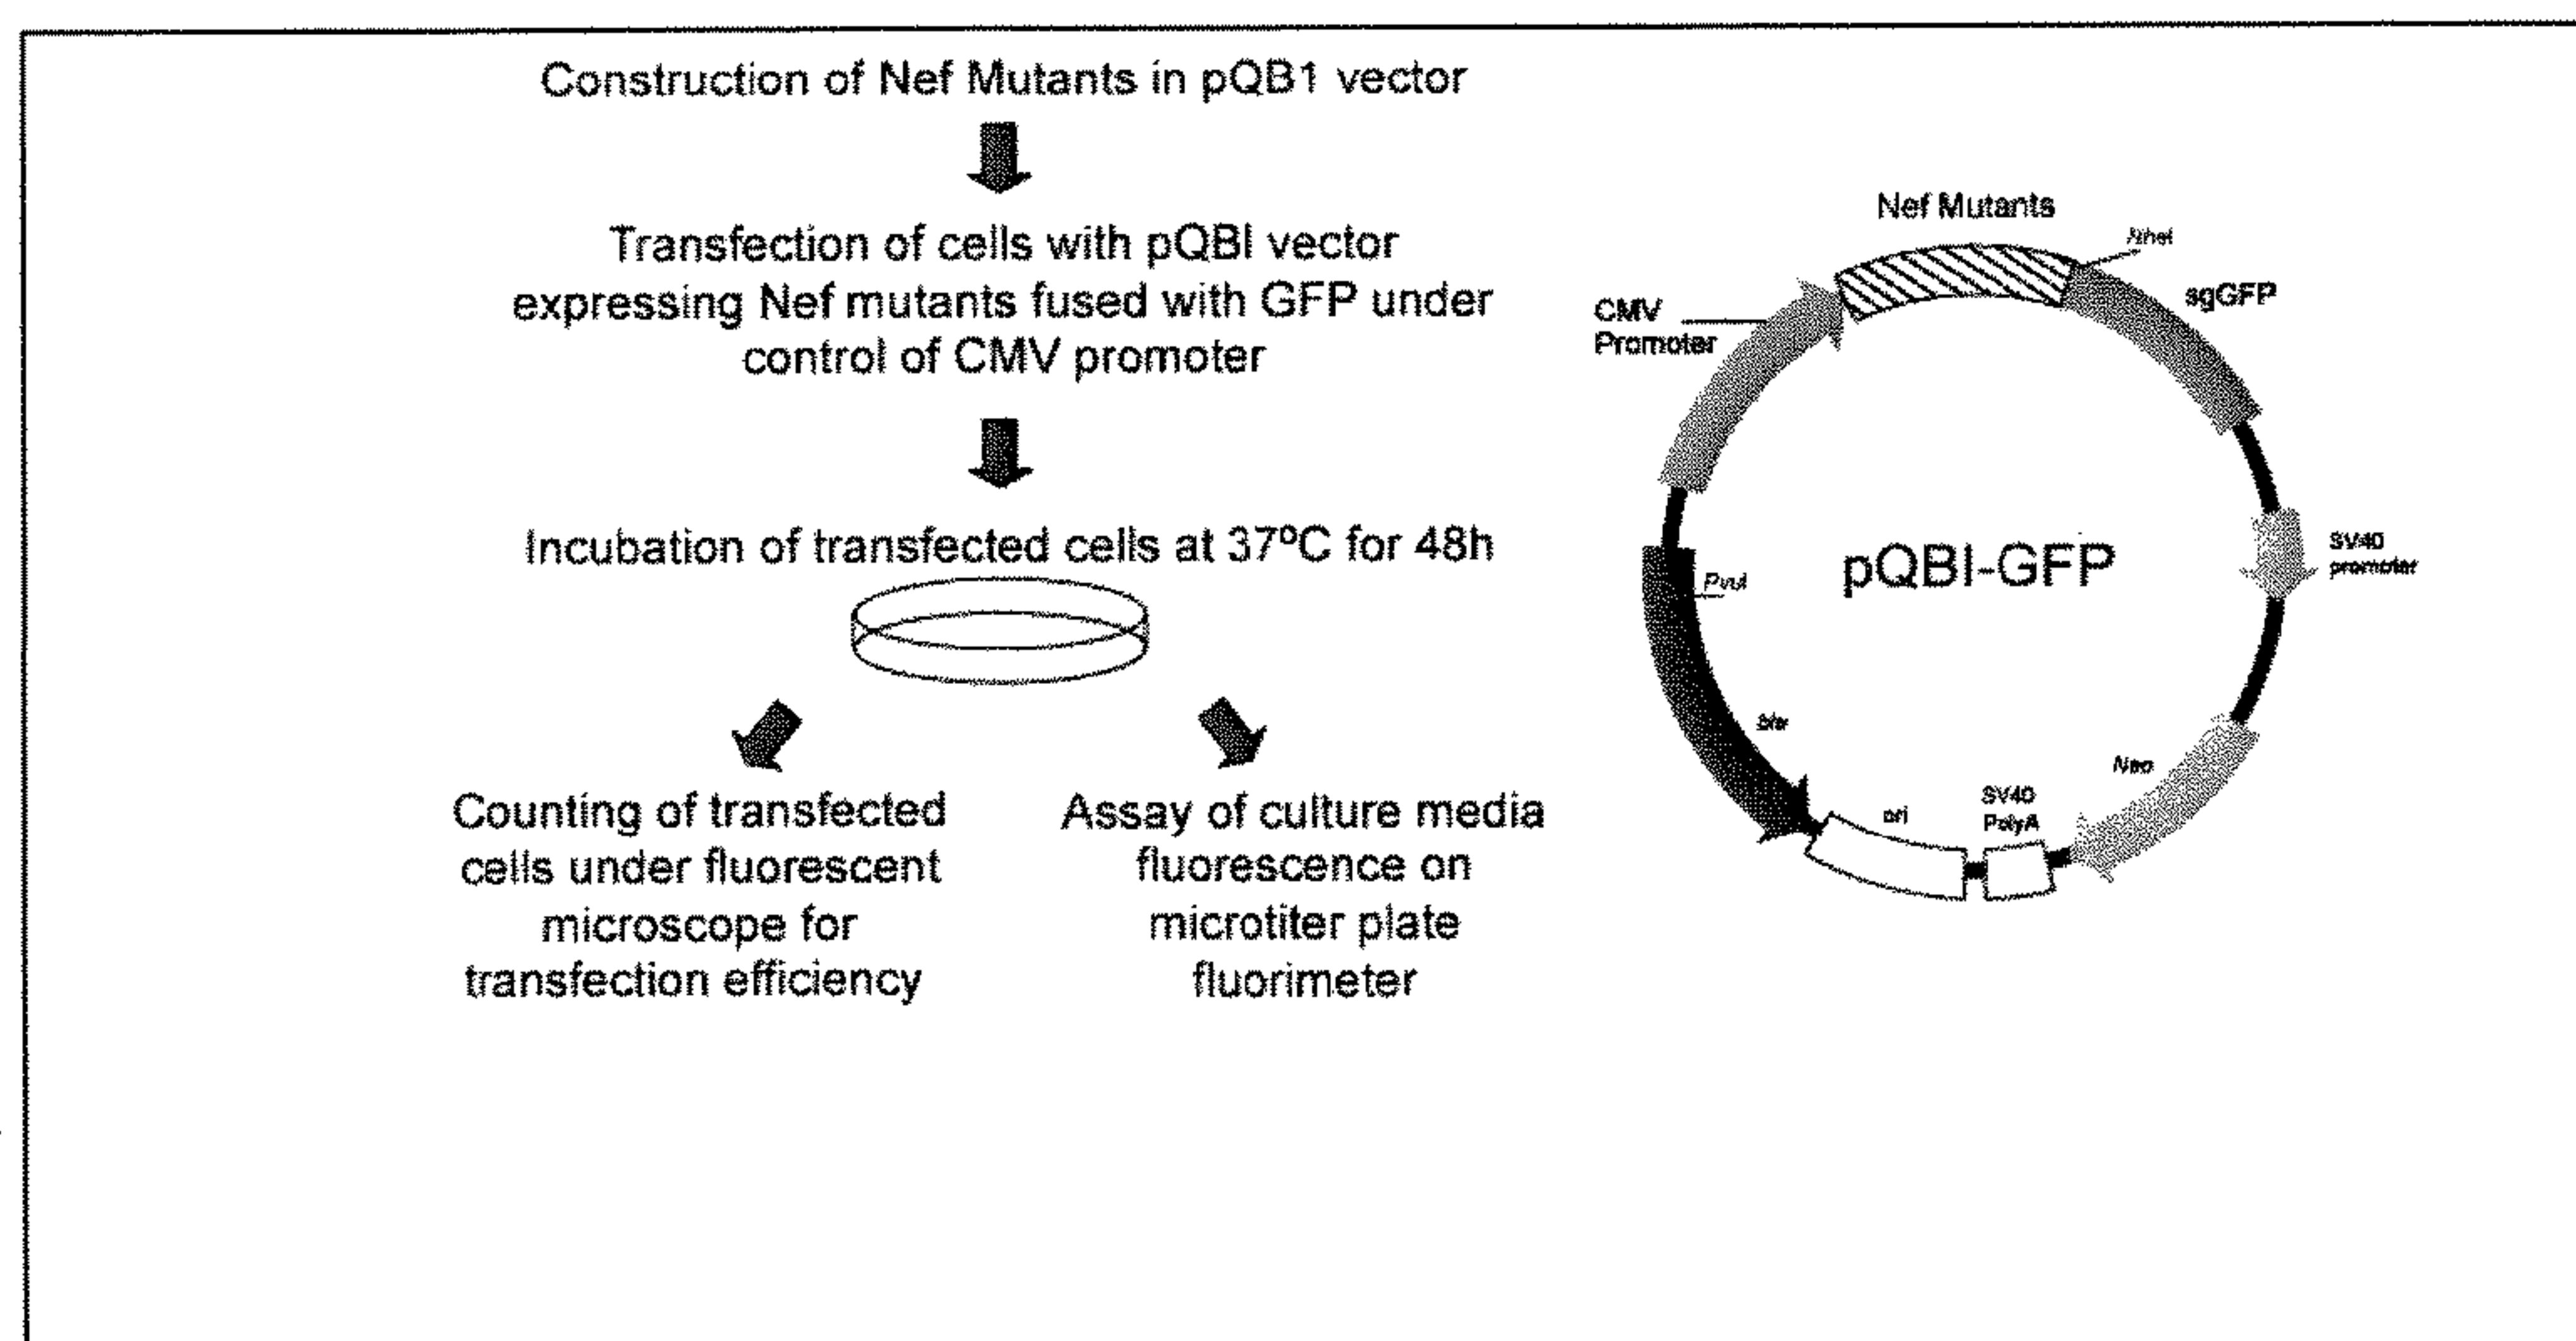 Construction of Nef Mutants in pQB1 vector
Transfection of cells with pQBI vector
expressing Nef mutants fused with GFP under
control of CMV promoter
Incubation of transfected cells at 37ºC for 48h
Counting of transfected
cells under fluorescent
microscope for
transfection efficiency
Assay of culture media
fluorescence on
microtiter plate
fluorimeter
Nef Mutants
NheI
sgGFP
CMV
Promoter
SV40
promoter
pQBI-GFP
PvuI
bla
Neo
SV40
PolyA
ori